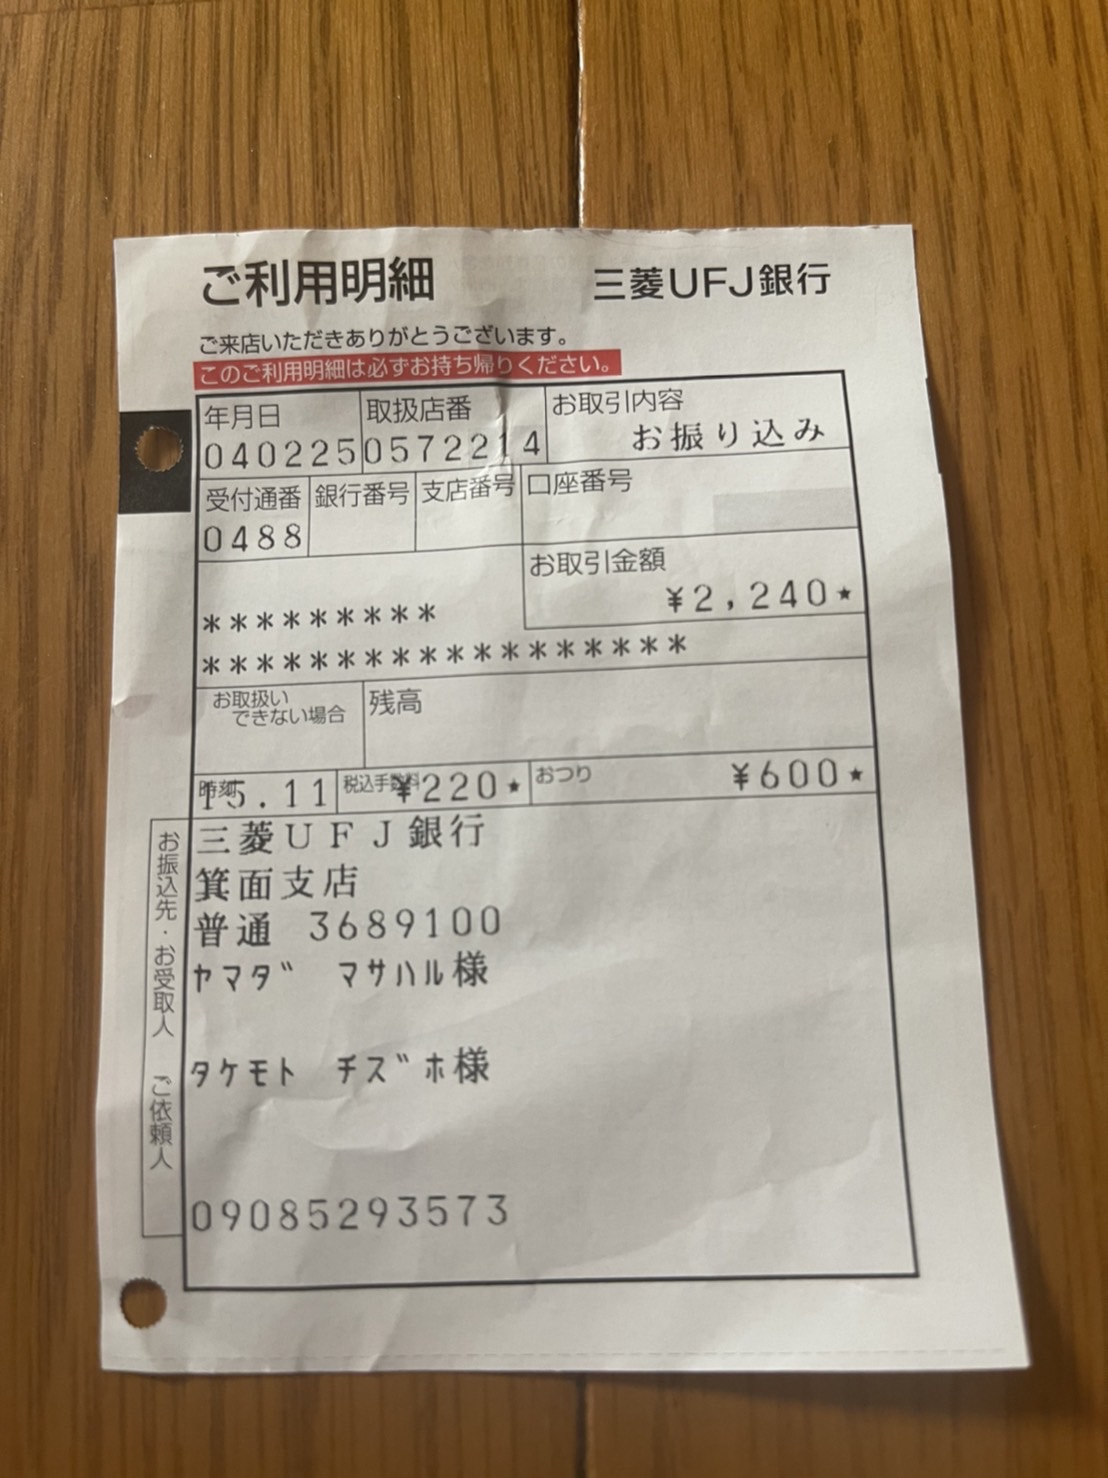 ご利用明細
三菱UFJ銀行
ご来店いただきありがとうございます。
このご利用明細は必ずお持ち帰りください。
年月日 取扱店番 お取引内容
040225 0572214 お振り込み
受付通番 銀行番号 支店番号 口座番号
0488
お取引金額
¥2,240★
*********
******************
お取扱い
できない場合
残高
時刻 税込手数料 おつり
15.11 ¥220★ ¥600★
お振込先・お受取人 ご依頼人
三菱UFJ銀行
箕面支店
普通 3689100
ヤマダ マサハル様
タケモト チズホ様
09085293573